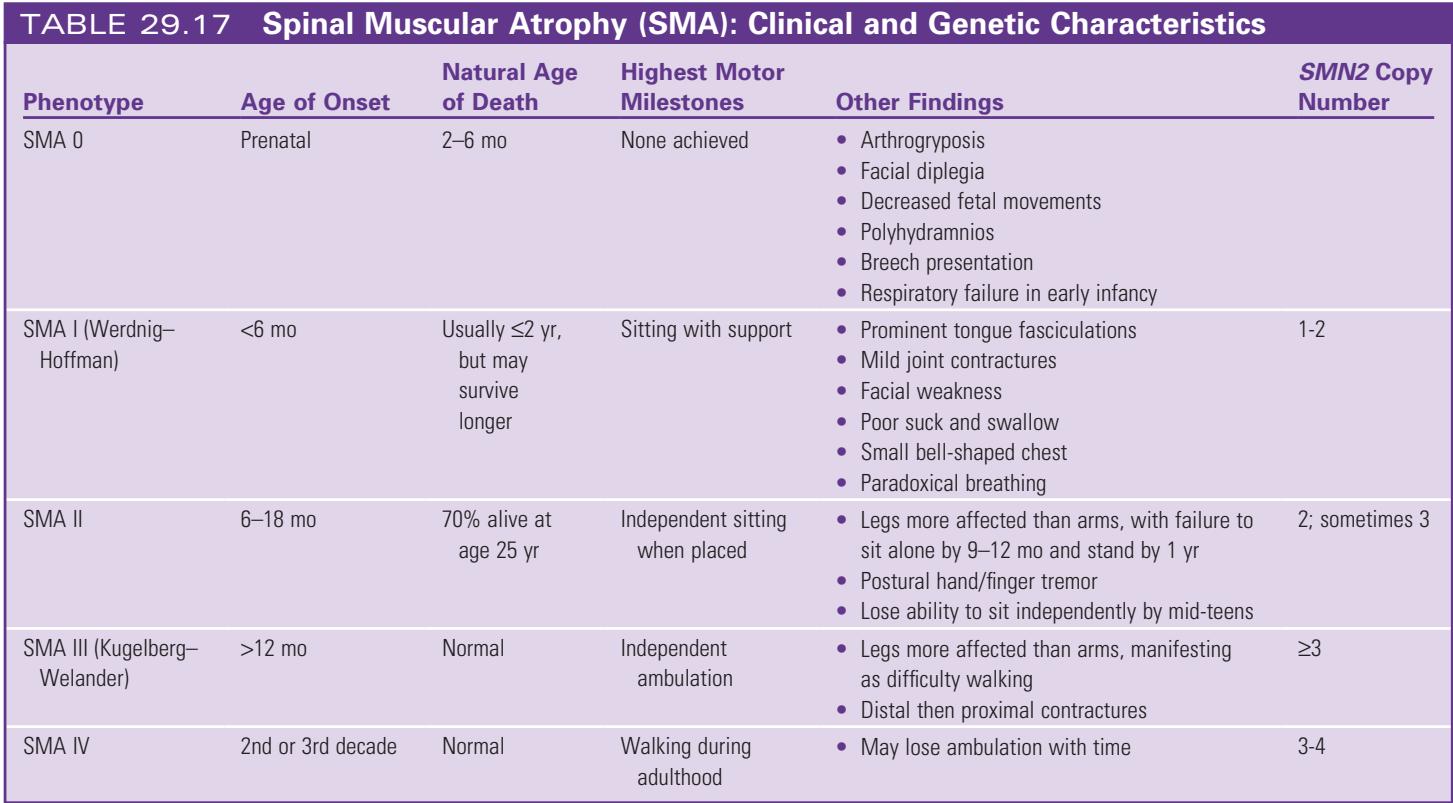 TABLE 29.17 Spinal Muscular Atrophy (SMA): Clinical and Genetic Characteristics
Phenotype
Age of Onset
Natural Age
of Death
Highest Motor
Milestones
Other Findings
SMN2 Copy
Number
SMA 0
Prenatal
2–6 mo
None achieved
• Arthrogryposis
• Facial diplegia
• Decreased fetal movements
• Polyhydramnios
• Breech presentation
• Respiratory failure in early infancy
SMA I (Werdnig–
Hoffman)
<6 mo
Usually ≤2 yr,
but may
survive
longer
Sitting with support
• Prominent tongue fasciculations
• Mild joint contractures
• Facial weakness
• Poor suck and swallow
• Small bell-shaped chest
• Paradoxical breathing
1-2
SMA II
6–18 mo
70% alive at
age 25 yr
Independent sitting
when placed
• Legs more affected than arms, with failure to
sit alone by 9–12 mo and stand by 1 yr
• Postural hand/finger tremor
• Lose ability to sit independently by mid-teens
2; sometimes 3
SMA III (Kugelberg–
Welander)
>12 mo
Normal
Independent
ambulation
• Legs more affected than arms, manifesting
as difficulty walking
• Distal then proximal contractures
≥3
SMA IV
2nd or 3rd decade
Normal
Walking during
adulthood
• May lose ambulation with time
3-4